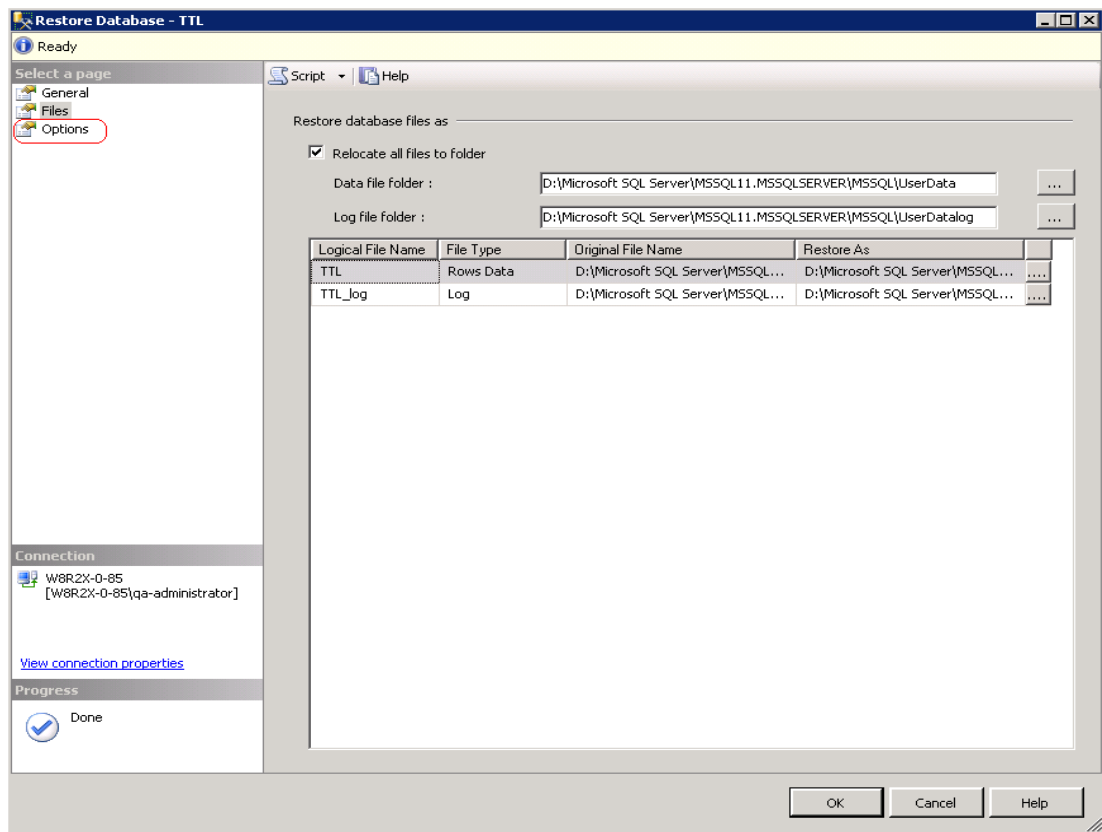 Restore Database - TTL
Ready
Select a page
General
Files
Options
Script
Help
Restore database files as
Relocate all files to folder
Data file folder :
D:\Microsoft SQL Server\MSSQL11.MSSQLSERVER\MSSQL\UserData
...
Log file folder :
D:\Microsoft SQL Server\MSSQL11.MSSQLSERVER\MSSQL\UserDatalog
...
Logical File Name File Type Original File Name Restore As
TTL Rows Data D:\Microsoft SQL Server\MSSQL... D:\Microsoft SQL Server\MSSQL... ....
TTL_log Log D:\Microsoft SQL Server\MSSQL... D:\Microsoft SQL Server\MSSQL... ....
Connection
W8R2X-0-85
[W8R2X-0-85\qa-administrator]
View connection properties
Progress
Done
OK Cancel Help